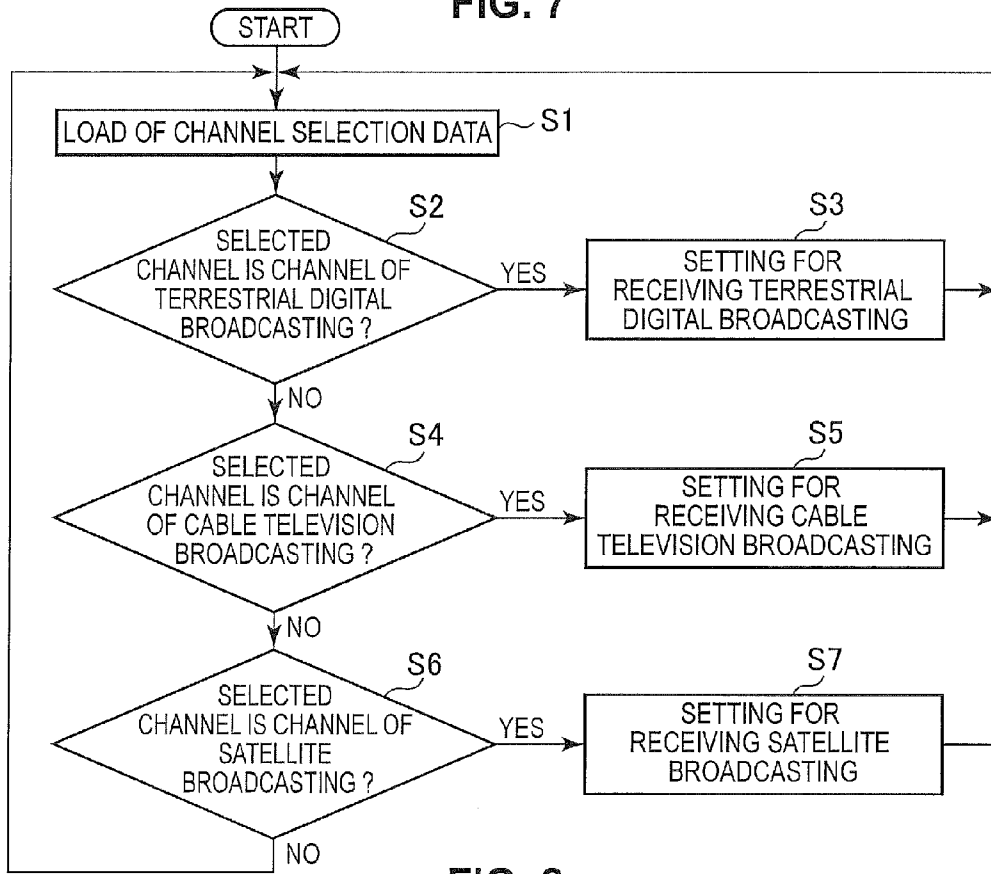 FIG. 7
START
LOAD OF CHANNEL SELECTION DATA
S1
S2
SELECTED
CHANNEL IS CHANNEL OF
TERRESTRIAL DIGITAL
BROADCASTING ?
YES
S3
SETTING FOR
RECEIVING TERRESTRIAL
DIGITAL BROADCASTING
NO
S4
SELECTED
CHANNEL IS CHANNEL
OF CABLE TELEVISION
BROADCASTING ?
YES
S5
SETTING FOR
RECEIVING CABLE
TELEVISION BROADCASTING
NO
S6
SELECTED
CHANNEL IS CHANNEL OF
SATELLITE
BROADCASTING ?
YES
S7
SETTING FOR
RECEIVING SATELLITE
BROADCASTING
NO
FIG.